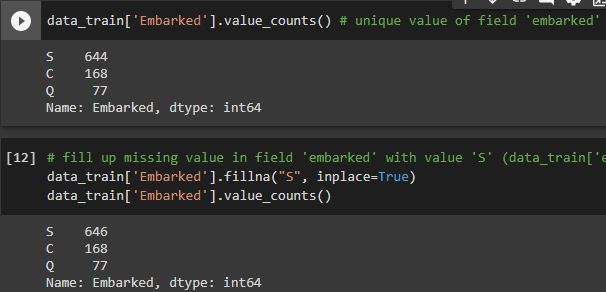 data_train['Embarked'].value_counts() # unique value of field 'embarked'
S    644
C    168
Q     77
Name: Embarked, dtype: int64
[12] # fill up missing value in field 'embarked' with value 'S' (data_train['e
data_train['Embarked'].fillna("S", inplace=True)
data_train['Embarked'].value_counts()
S    646
C    168
Q     77
Name: Embarked, dtype: int64